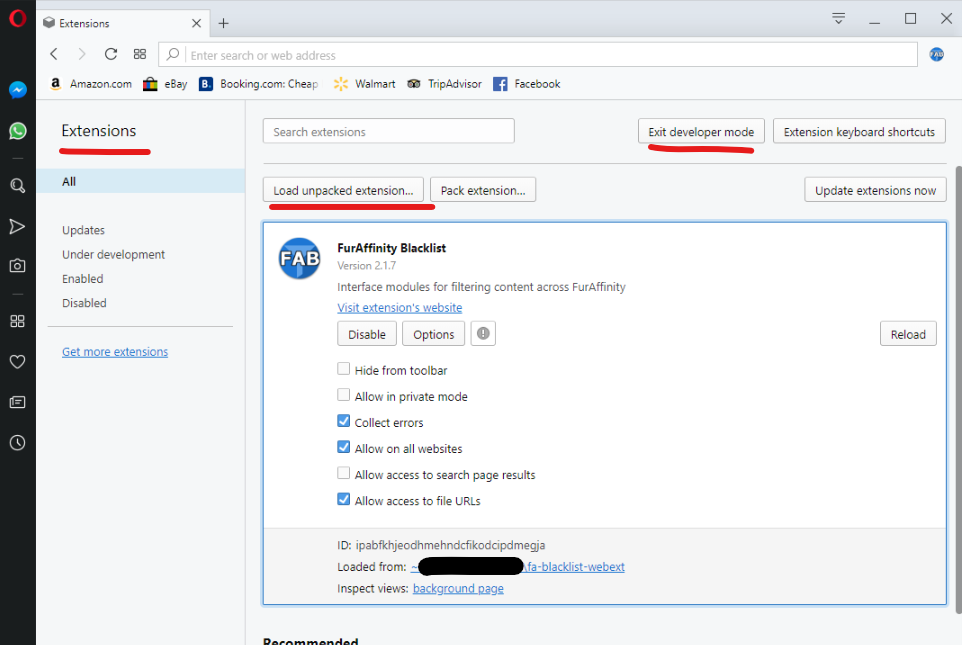 Extensions
Enter search or web address
FAB
a Amazon.com eBay B. Booking.com: Cheap Walmart TripAdvisor f Facebook
Extensions
Search extensions
Exit developer mode
Extension keyboard shortcuts
All
Load unpacked extension...
Pack extension...
Update extensions now
Updates
Under development
Enabled
Disabled
Get more extensions
FAB
FurAffinity Blacklist
Version 2.1.7
Interface modules for filtering content across FurAffinity
Visit extension's website
Disable
Options
Reload
Hide from toolbar
Allow in private mode
Collect errors
Allow on all websites
Allow access to search page results
Allow access to file URLs
ID: ipabfkhjeodhmehndcfikodcipdmegja
Loaded from: ~ \fa-blacklist-webext
Inspect views: background page
Recommended